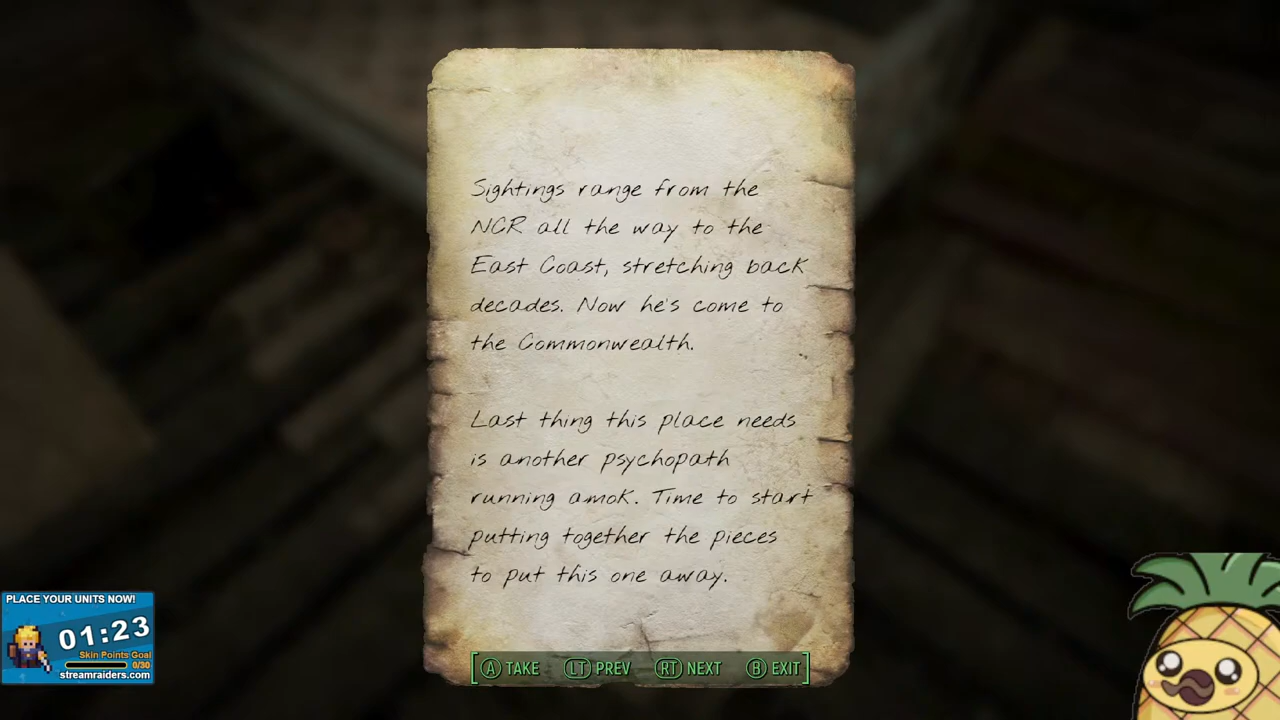 Sightings range from the
NCR all the way to the
East Coast, stretching back
decades. Now he's come to
the Commonwealth.
Last thing this place needs
is another psychopath
running amok. Time to start
putting together the pieces
to put this one away.
A TAKE LT PREV RT NEXT B EXIT
PLACE YOUR UNITS NOW!
01:23
Skin Points Goal
0/30
streamraiders.com